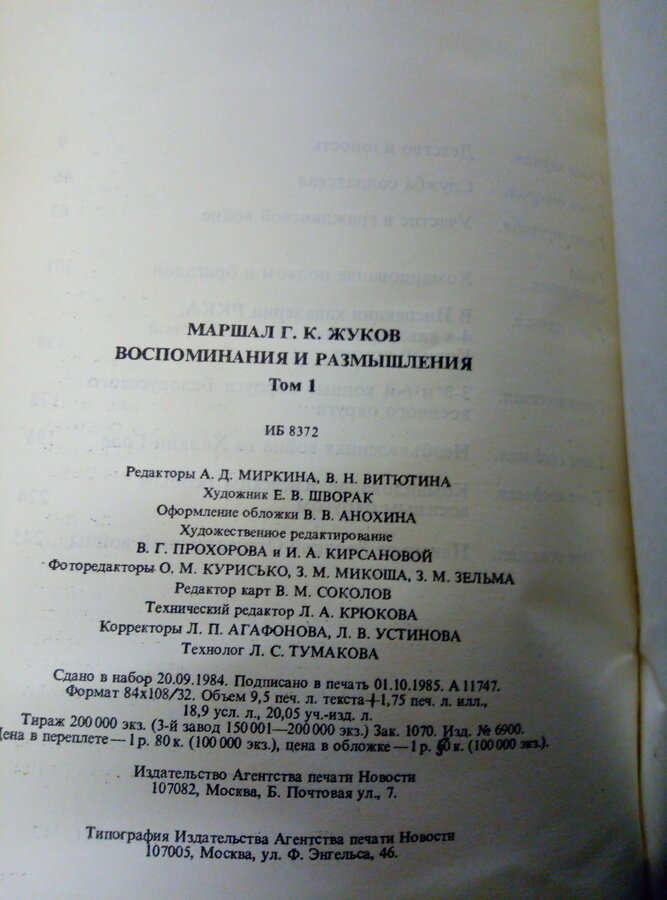 МАРШАЛ Г. К. ЖУКОВ
ВОСПОМИНАНИЯ И РАЗМЫШЛЕНИЯ
Том 1
ИБ 8372
Редакторы А. Д. МИРКИНА, В. Н. ВИТЮТИНА
Художник Е. В. ШВОРАК
Оформление обложки В. В. АНОХИНА
Художественное редактирование
В. Г. ПРОХОРОВА и И. А. КИРСАНОВОЙ
Фоторедакторы О. М. КУРИСЬКО, З. М. МИКОША, З. М. ЗЕЛЬМА
Редактор карт В. М. СОКОЛОВ
Технический редактор Л. А. КРЮКОВА
Корректоры Л. П. АГАФОНОВА, Л. В. УСТИНОВА
Технолог Л. С. ТУМАКОВА
Сдано в набор 20.09.1984. Подписано в печать 01.10.1985. А 11747.
Формат 84х108/32. Объем 9,5 печ. л. текста+1,75 печ. л. илл.,
18,9 усл. л., 20,05 уч.-изд. л.
Тираж 200 000 экз. (3-й завод 150 001—200 000 экз.) Зак. 1070. Изд. № 6900.
Цена в переплете—1 р. 80 к. (100 000 экз.), цена в обложке—1 р. к. (100 000 экз.).
Издательство Агентства печати Новости
107082, Москва, Б. Почтовая ул., 7.
Типография Издательства Агентства печати Новости
107005, Москва, ул. Ф. Энгельса, 46.